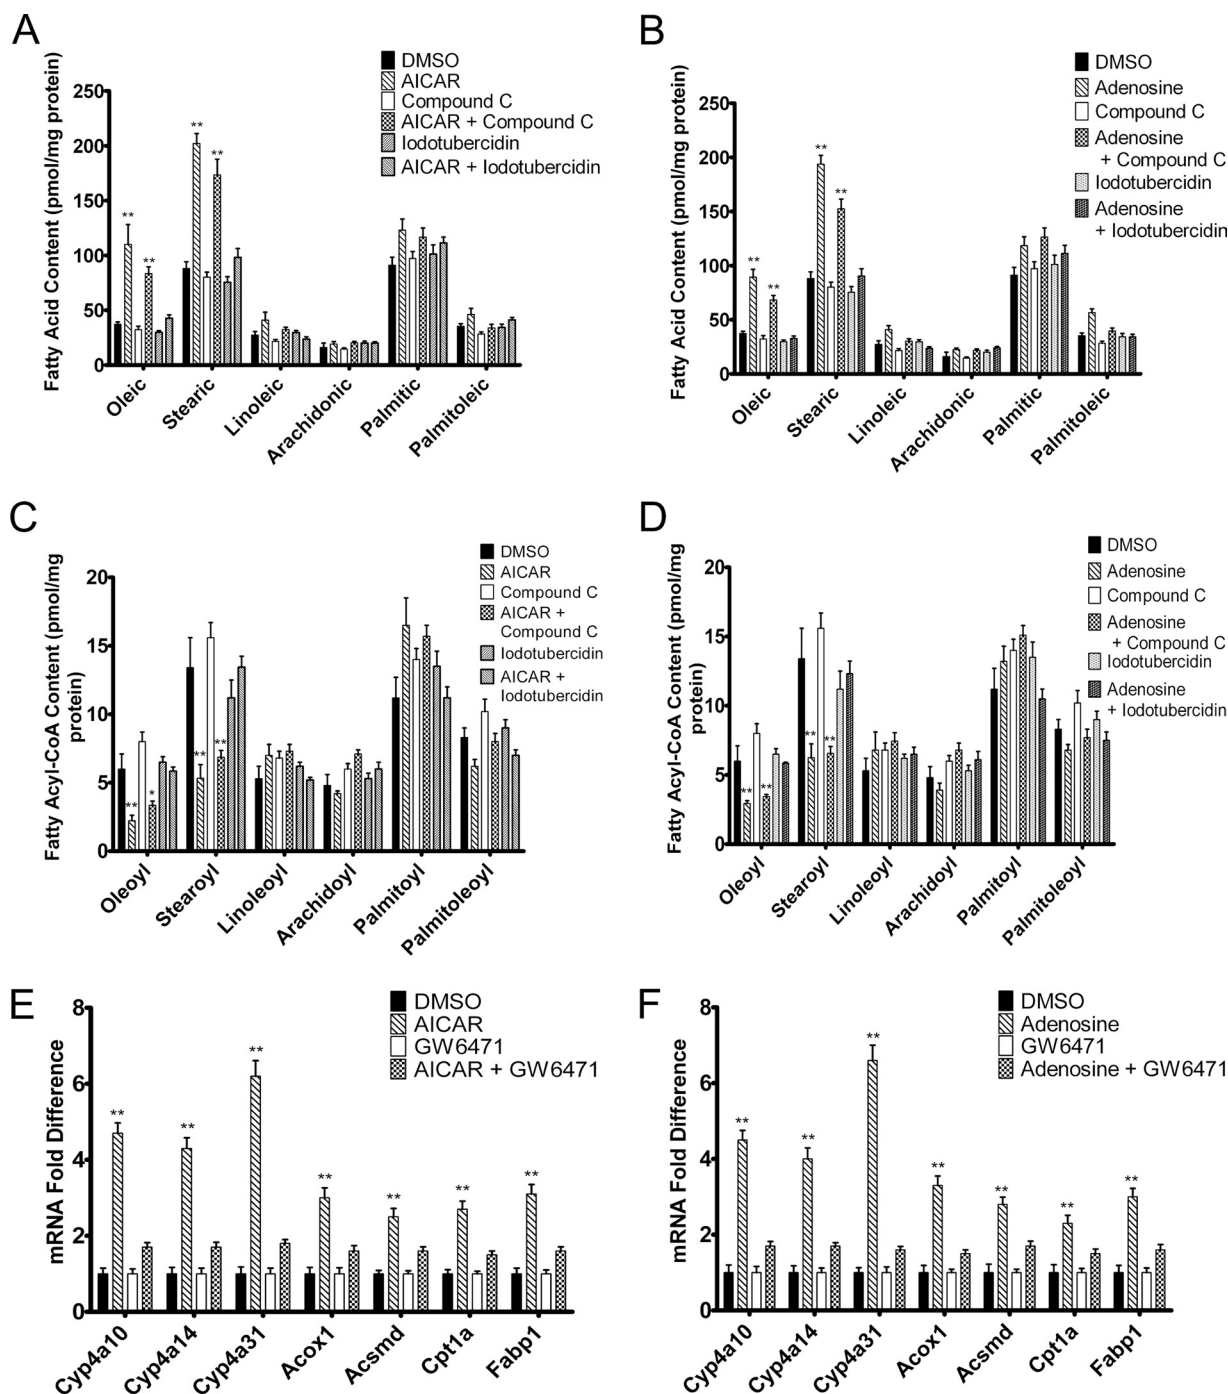 A
DMSO
AICAR
Compound C
AICAR + Compound C
Iodotubercidin
AICAR + Iodotubercidin
Fatty Acid Content (pmol/mg protein)
250
200
150
100
50
0
** ** ** **
Oleic
Stearic
Linoleic
Arachidonic
Palmitic
Palmitoleic
B
DMSO
Adenosine
Compound C
Adenosine
+ Compound C
Iodotubercidin
Adenosine
+ Iodotubercidin
Fatty Acid Content (pmol/mg protein)
250
200
150
100
50
0
** ** ** **
Oleic
Stearic
Linoleic
Arachidonic
Palmitic
Palmitoleic
C
DMSO
AICAR
Compound C
AICAR +
Compound C
Iodotubercidin
AICAR +
Iodotubercidin
Fatty Acyl-CoA Content (pmol/mg
protein)
20
15
10
5
0
** * ** **
Oleoyl
Stearoyl
Linoleoyl
Arachidoyl
Palmitoyl
Palmitoleoyl
D
DMSO
Adenosine
Compound C
Adenosine
+ Compound C
Iodotubercidin
Adenosine
+ Iodotubercidin
Fatty Acyl-CoA Content (pmol/mg
protein)
20
15
10
5
0
** ** ** **
Oleoyl
Stearoyl
Linoleoyl
Arachidoyl
Palmitoyl
Palmitoleoyl
E
DMSO
AICAR
GW6471
AICAR + GW6471
mRNA Fold Difference
8
6
4
2
0
** ** ** ** ** ** **
Cyp4a10
Cyp4a14
Cyp4a31
Acox1
Acsmd
Cpt1a
Fabp1
F
DMSO
Adenosine
GW6471
Adenosine + GW6471
mRNA Fold Difference
8
6
4
2
0
** ** ** ** ** ** **
Cyp4a10
Cyp4a14
Cyp4a31
Acox1
Acsmd
Cpt1a
Fabp1